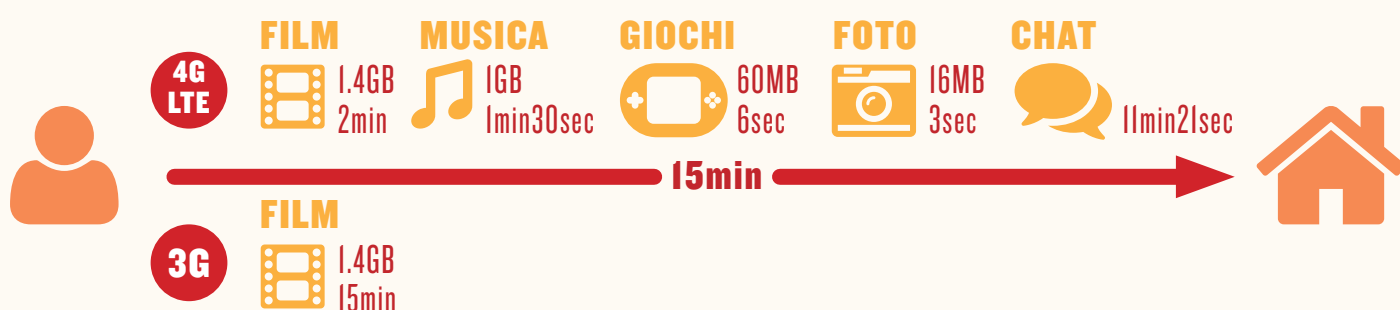 FILM MUSICA GIOCHI FOTO CHAT
4G LTE
1.4GB 1GB 60MB 16MB
2min 1min30sec 6sec 3sec 11min21sec
15min
FILM
3G
1.4GB
15min